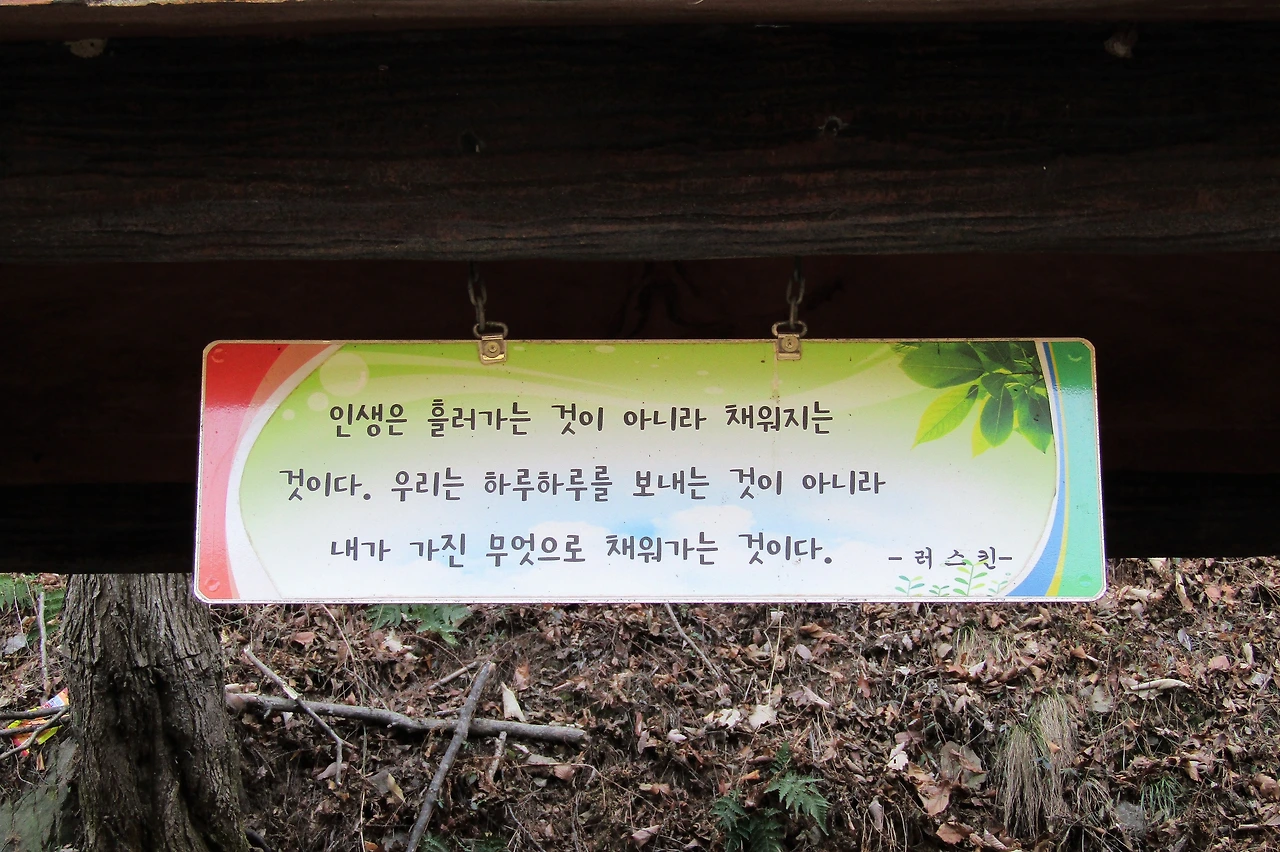 인생은 흘러가는 것이 아니라 채워지는
것이다. 우리는 하루하루를 보내는 것이 아니라
내가 가진 무엇으로 채워가는 것이다.
- 러 스 킨-